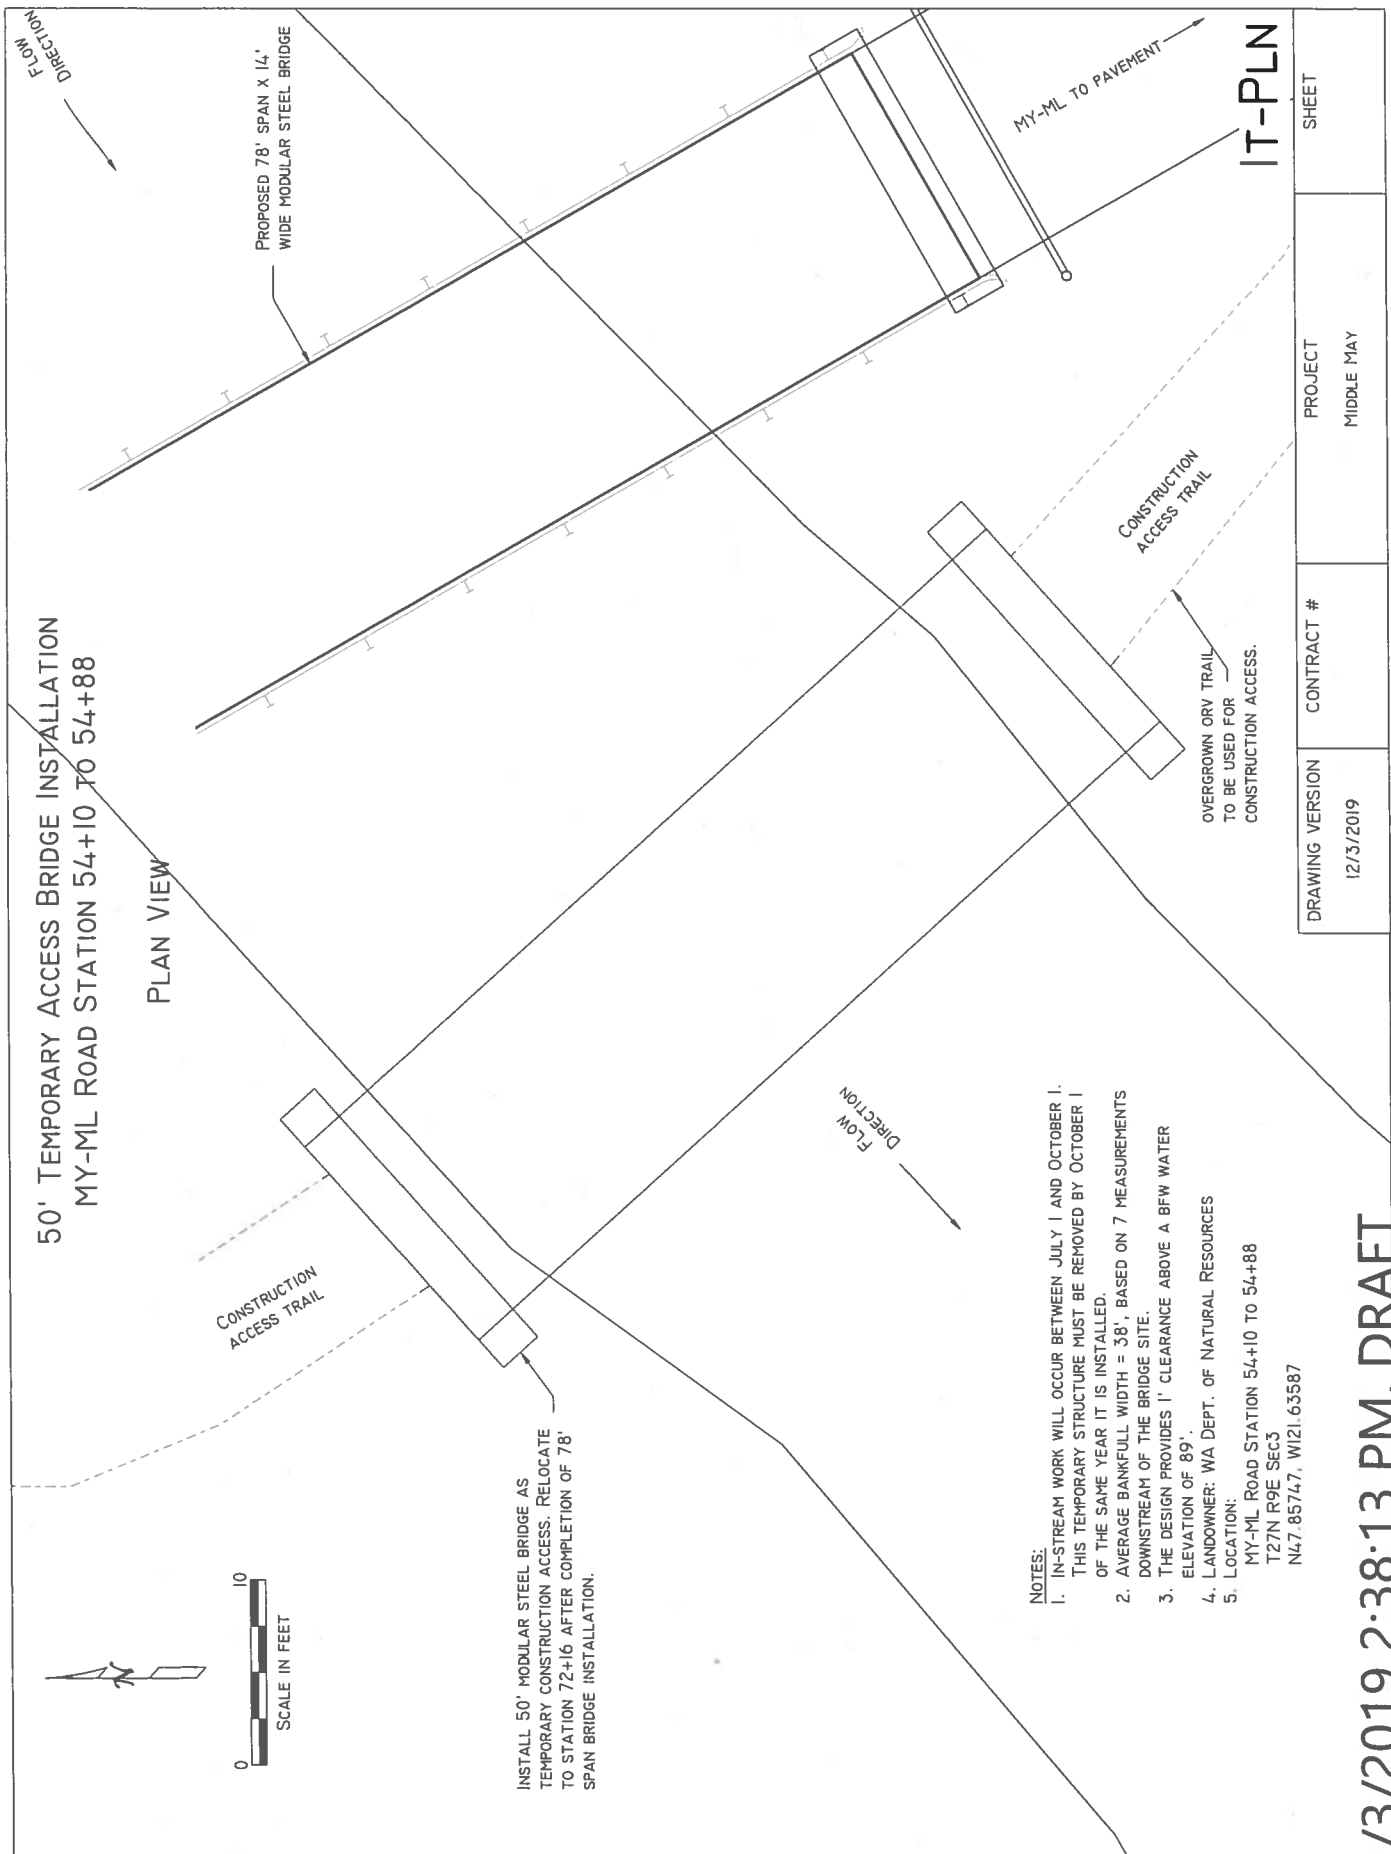 50' TEMPORARY ACCESS BRIDGE INSTALLATION
MY-ML ROAD STATION 54+10 TO 54+88
PLAN VIEW
N
0
10
SCALE IN FEET
FLOW
DIRECTION
PROPOSED 78' SPAN X 14'
WIDE MODULAR STEEL BRIDGE
CONSTRUCTION
ACCESS TRAIL
INSTALL 50' MODULAR STEEL BRIDGE AS
TEMPORARY CONSTRUCTION ACCESS. RELOCATE
TO STATION 72+16 AFTER COMPLETION OF 78'
SPAN BRIDGE INSTALLATION.
FLOW
DIRECTION
MY-ML TO PAVEMENT
CONSTRUCTION
ACCESS TRAIL
OVERGROWN ORV TRAIL
TO BE USED FOR
CONSTRUCTION ACCESS.
NOTES:
1. IN-STREAM WORK WILL OCCUR BETWEEN JULY 1 AND OCTOBER 1.
THIS TEMPORARY STRUCTURE MUST BE REMOVED BY OCTOBER 1
OF THE SAME YEAR IT IS INSTALLED.
2. AVERAGE BANKFULL WIDTH = 38', BASED ON 7 MEASUREMENTS
DOWNSTREAM OF THE BRIDGE SITE.
3. THE DESIGN PROVIDES 1' CLEARANCE ABOVE A BFW WATER
ELEVATION OF 89'.
4. LANDOWNER: WA DEPT. OF NATURAL RESOURCES
5. LOCATION:
MY-ML ROAD STATION 54+10 TO 54+88
T27N R9E SEC3
N47.85747, W121.63587
DRAWING VERSION
12/3/2019
CONTRACT #
PROJECT
MIDDLE MAY
SHEET
1T-PLN
/3/2019 2:38:13 PM, DRAFT